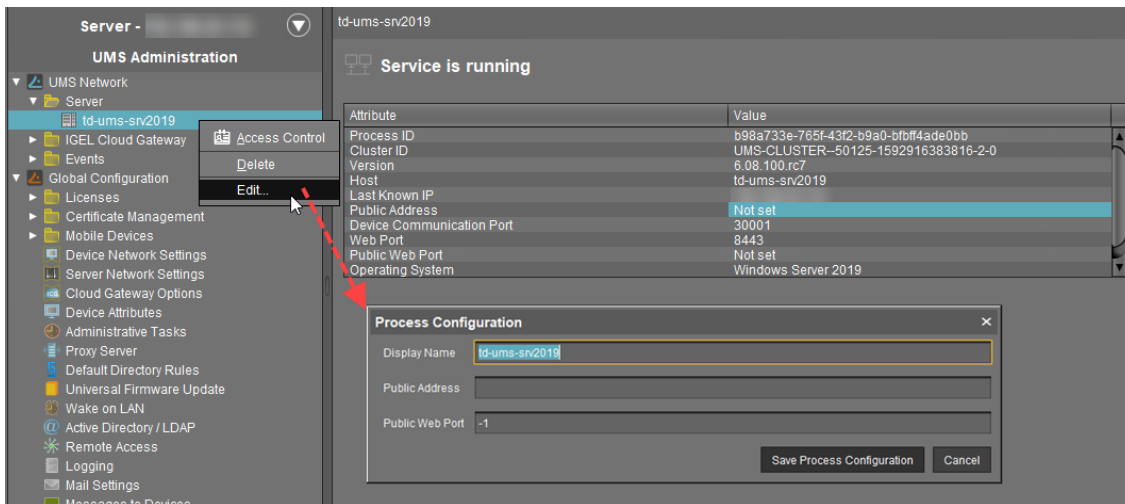 Server -
UMS Administration
UMS Network
Server
td-ums-srv2019
IGEL Cloud Gateway
Events
Global Configuration
Licenses
Certificate Management
Mobile Devices
Device Network Settings
Server Network Settings
Cloud Gateway Options
Device Attributes
Administrative Tasks
Proxy Server
Default Directory Rules
Universal Firmware Update
Wake on LAN
Active Directory / LDAP
Remote Access
Logging
Mail Settings
Messages to Devices
Access Control
Delete
Edit...
td-ums-srv2019
Service is running
Attribute Value
Process ID b98a733e-765f-43f2-b9a0-bfbff4ade0bb
Cluster ID UMS-CLUSTER--50125-1592916383816-2-0
Version 6.08.100.rc7
Host td-ums-srv2019
Last Known IP
Public Address Not set
Device Communication Port 30001
Web Port 8443
Public Web Port Not set
Operating System Windows Server 2019
Process Configuration
Display Name td-ums-srv2019
Public Address
Public Web Port -1
Save Process Configuration Cancel